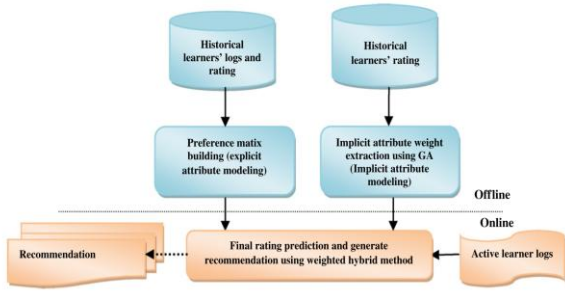 Historical
learners' logs and
rating
Historical
learners' rating
Preference matix
building (explicit
attribute modeling)
Implicit attribute weight
extraction using GA
(Implicit attribute
modeling)
Offline
Online
Recommendation
Final rating prediction and generate
recommendation using weighted hybrid method
Active learner logs